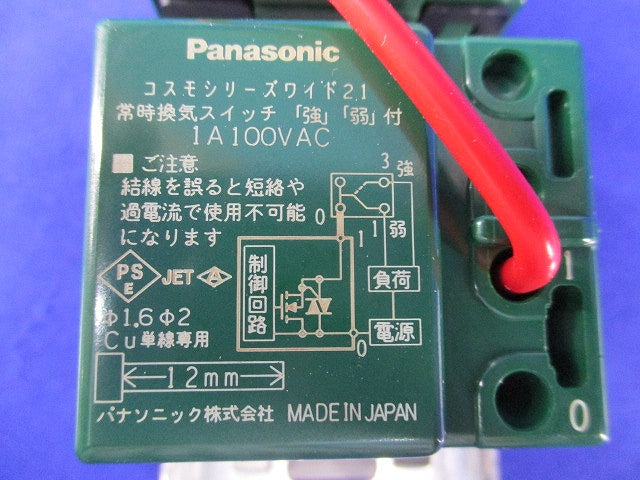 Panasonic
コスモシリーズワイド21
常時換気スイッチ「強」「弱」付
1A100VAC
■ご注意
結線を誤ると短絡や
過電流で使用不可能
になります
3 強
0
1 弱
1
制御回路
負荷
電源
0
PS
E
JET
A
Φ1.6Φ2
Cu単線専用
12mm
パナソニック株式会社 MADE IN JAPAN
1
0